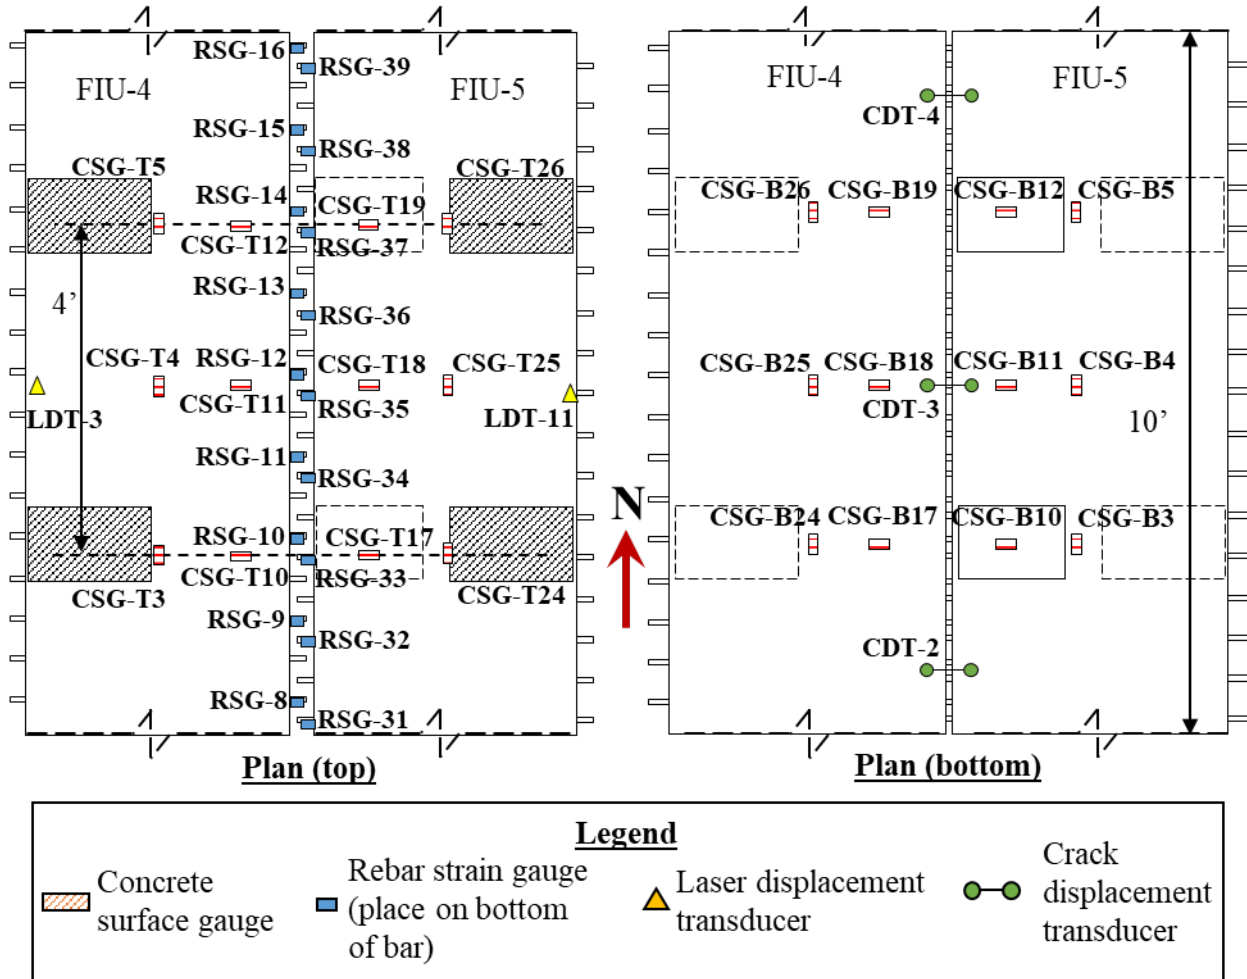 RSG-16
RSG-39
FIU-4
FIU-5
RSG-15
RSG-38
CSG-T5
CSG-T26
RSG-14
CSG-T19
CSG-T12
RSG-37
RSG-13
4’
RSG-36
CSG-T4
RSG-12
CSG-T18
CSG-T25
CSG-T11
RSG-35
LDT-3
LDT-11
RSG-11
RSG-34
RSG-10
CSG-T17
CSG-T10
RSG-33
CSG-T3
CSG-T24
RSG-9
RSG-32
RSG-8
RSG-31
Plan (top)
N
FIU-4
FIU-5
CDT-4
CSG-B26
CSG-B19
CSG-B12
CSG-B5
CSG-B25
CSG-B18
CSG-B11
CSG-B4
CDT-3
10’
CSG-B24
CSG-B17
CSG-B10
CSG-B3
CDT-2
Plan (bottom)
Legend
Concrete
surface gauge
Rebar strain gauge
(place on bottom
of bar)
Laser displacement
transducer
Crack
displacement
transducer